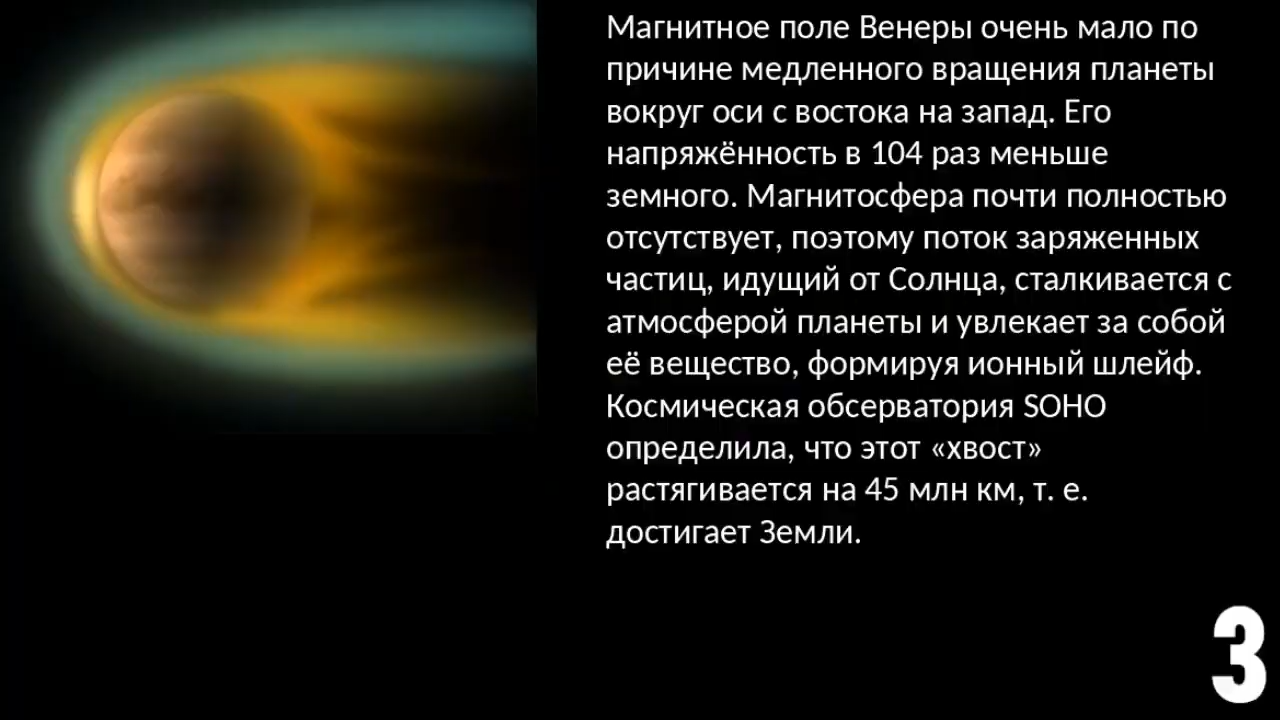 Магнитное поле Венеры очень мало по
причине медленного вращения планеты
вокруг оси с востока на запад. Его
напряжённость в 104 раз меньше
земного. Магнитосфера почти полностью
отсутствует, поэтому поток заряженных
частиц, идущий от Солнца, сталкивается с
атмосферой планеты и увлекает за собой
её вещество, формируя ионный шлейф.
Космическая обсерватория SOHO
определила, что этот «хвост»
растягивается на 45 млн км, т. е.
достигает Земли.
3